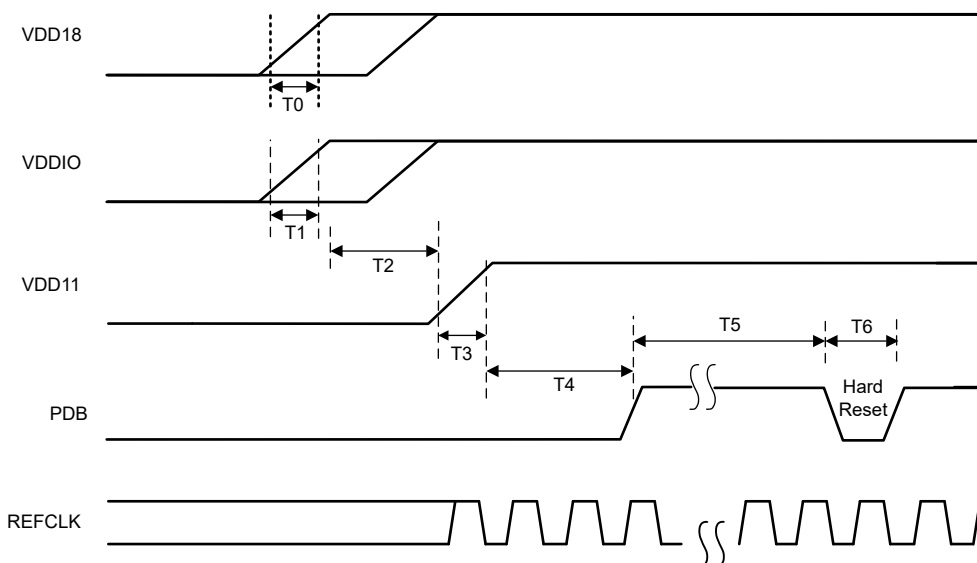 VDD18
T0
VDDIO
T1
T2
VDD11
T3
T4
T5
T6
PDB
Hard
Reset
REFCLK